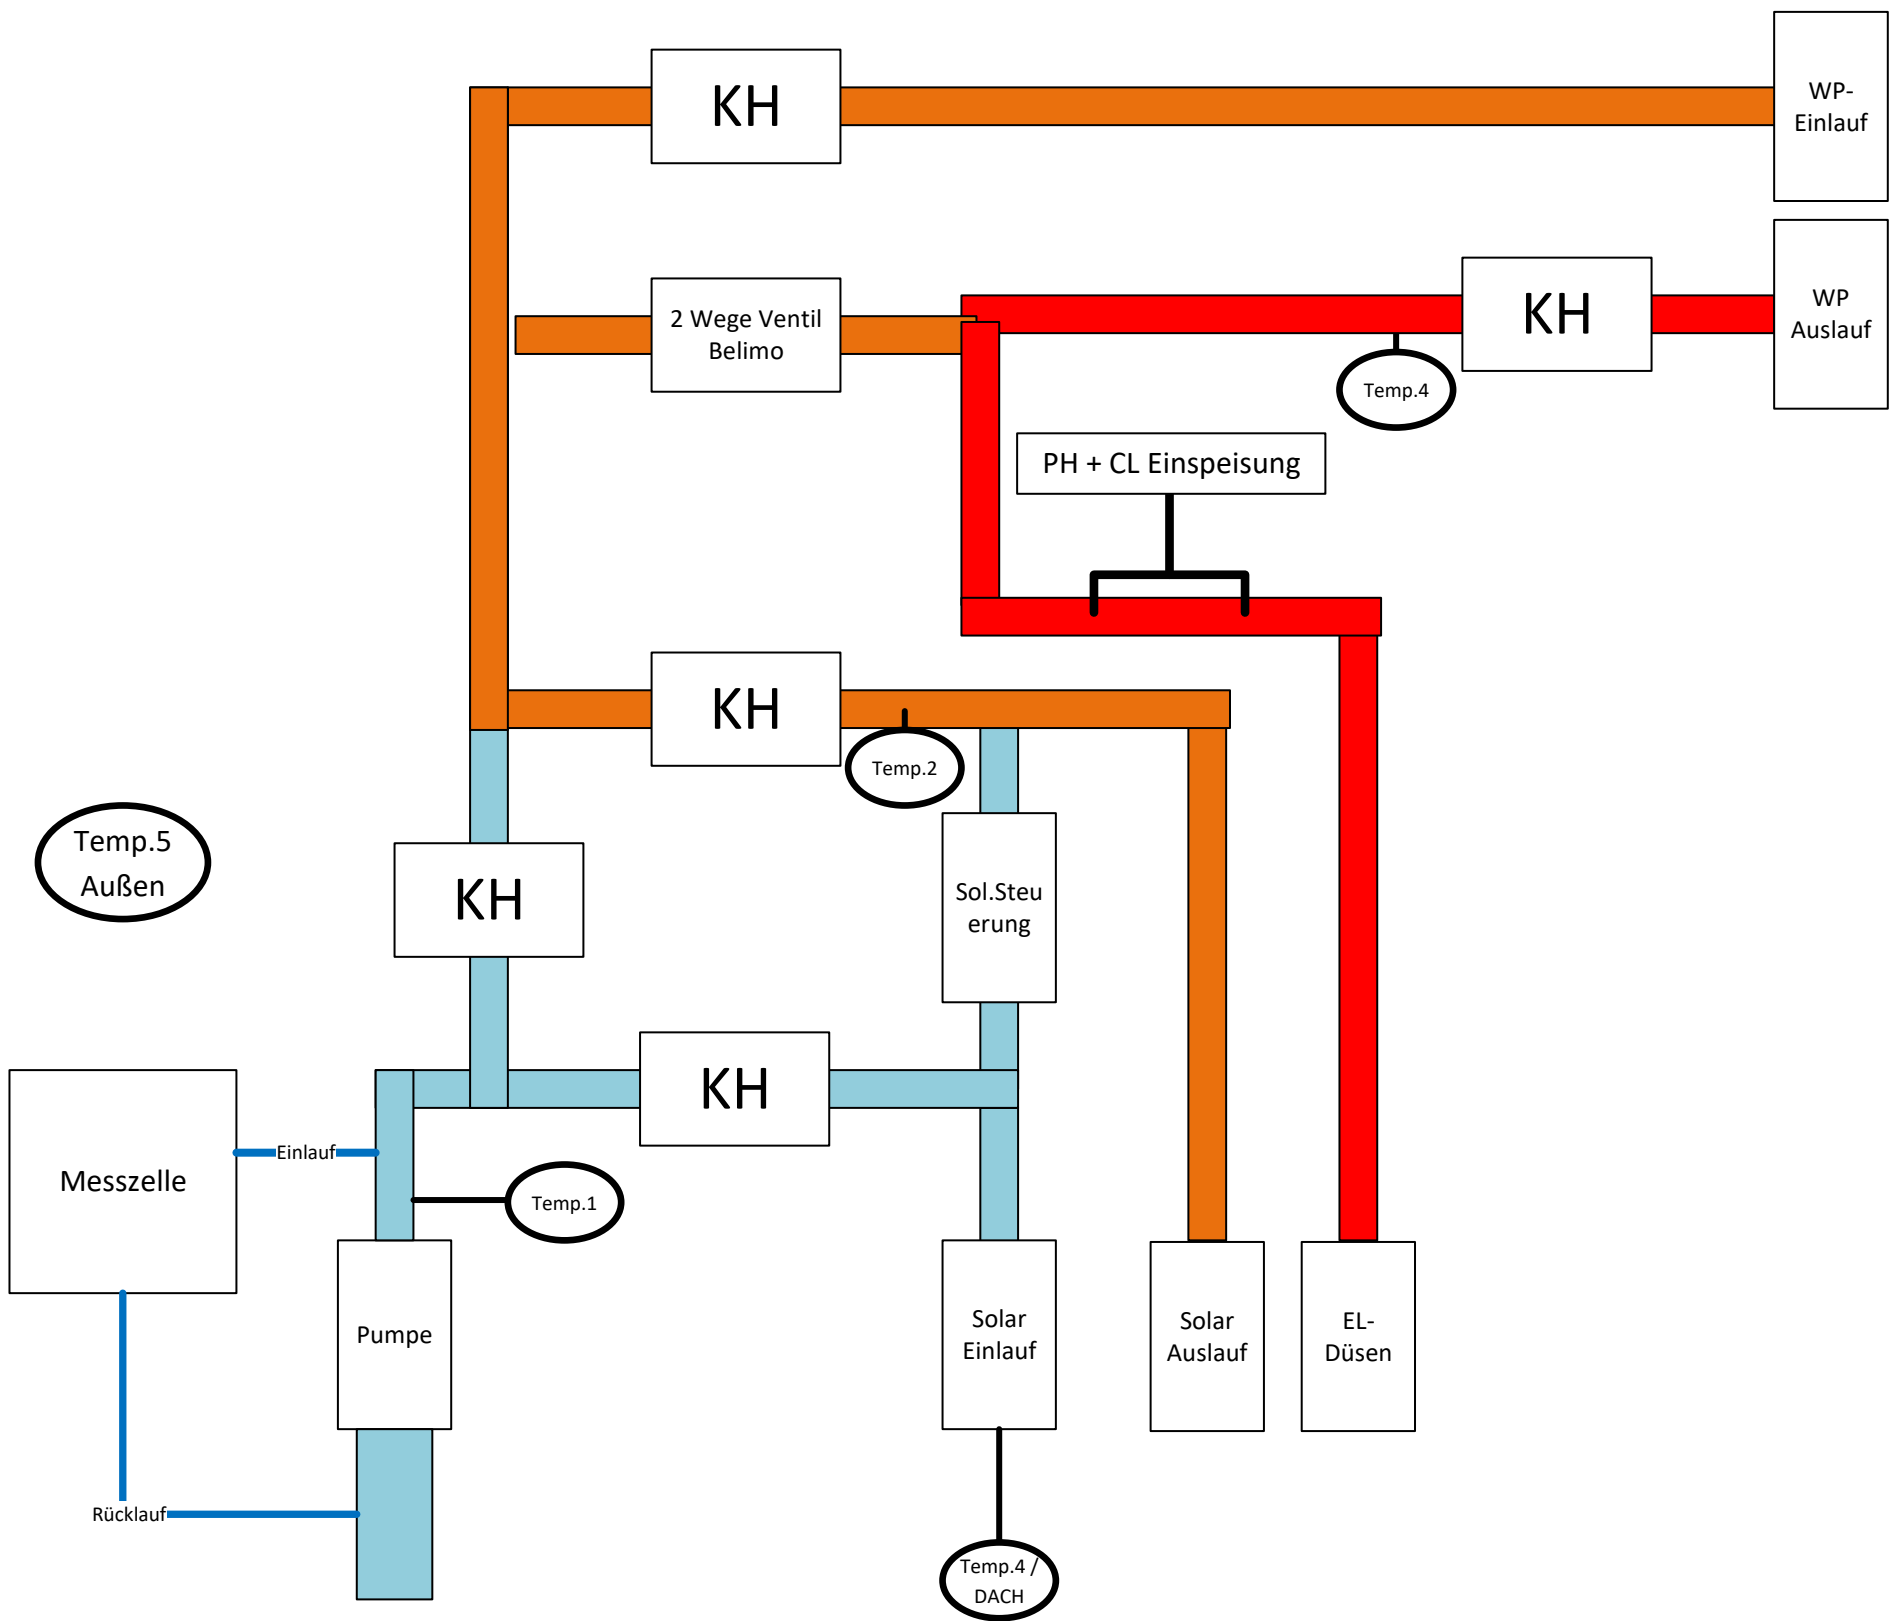 KH
WP-
Einlauf
2 Wege Ventil
Belimo
KH
WP
Auslauf
Temp.4
PH + CL Einspeisung
KH
Temp.2
Temp.5
Außen
KH
Sol.Steu
erung
KH
Messzelle
Einlauf
Temp.1
Pumpe
Solar
Einlauf
Solar
Auslauf
EL-
Düsen
Rücklauf
Temp.4 /
DACH